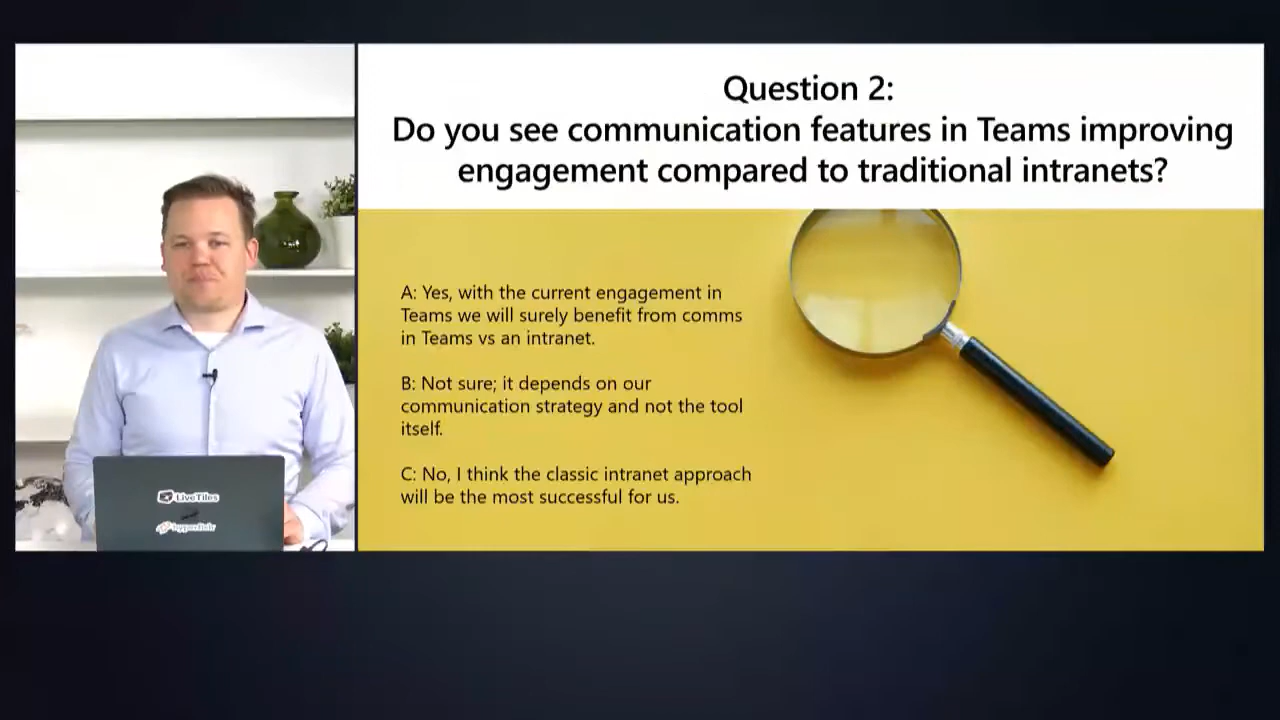 Question 2:
Do you see communication features in Teams improving
engagement compared to traditional intranets?
A: Yes, with the current engagement in
Teams we will surely benefit from comms
in Teams vs an intranet.
B: Not sure; it depends on our
communication strategy and not the tool
itself.
C: No, I think the classic intranet approach
will be the most successful for us.
LiveTiles